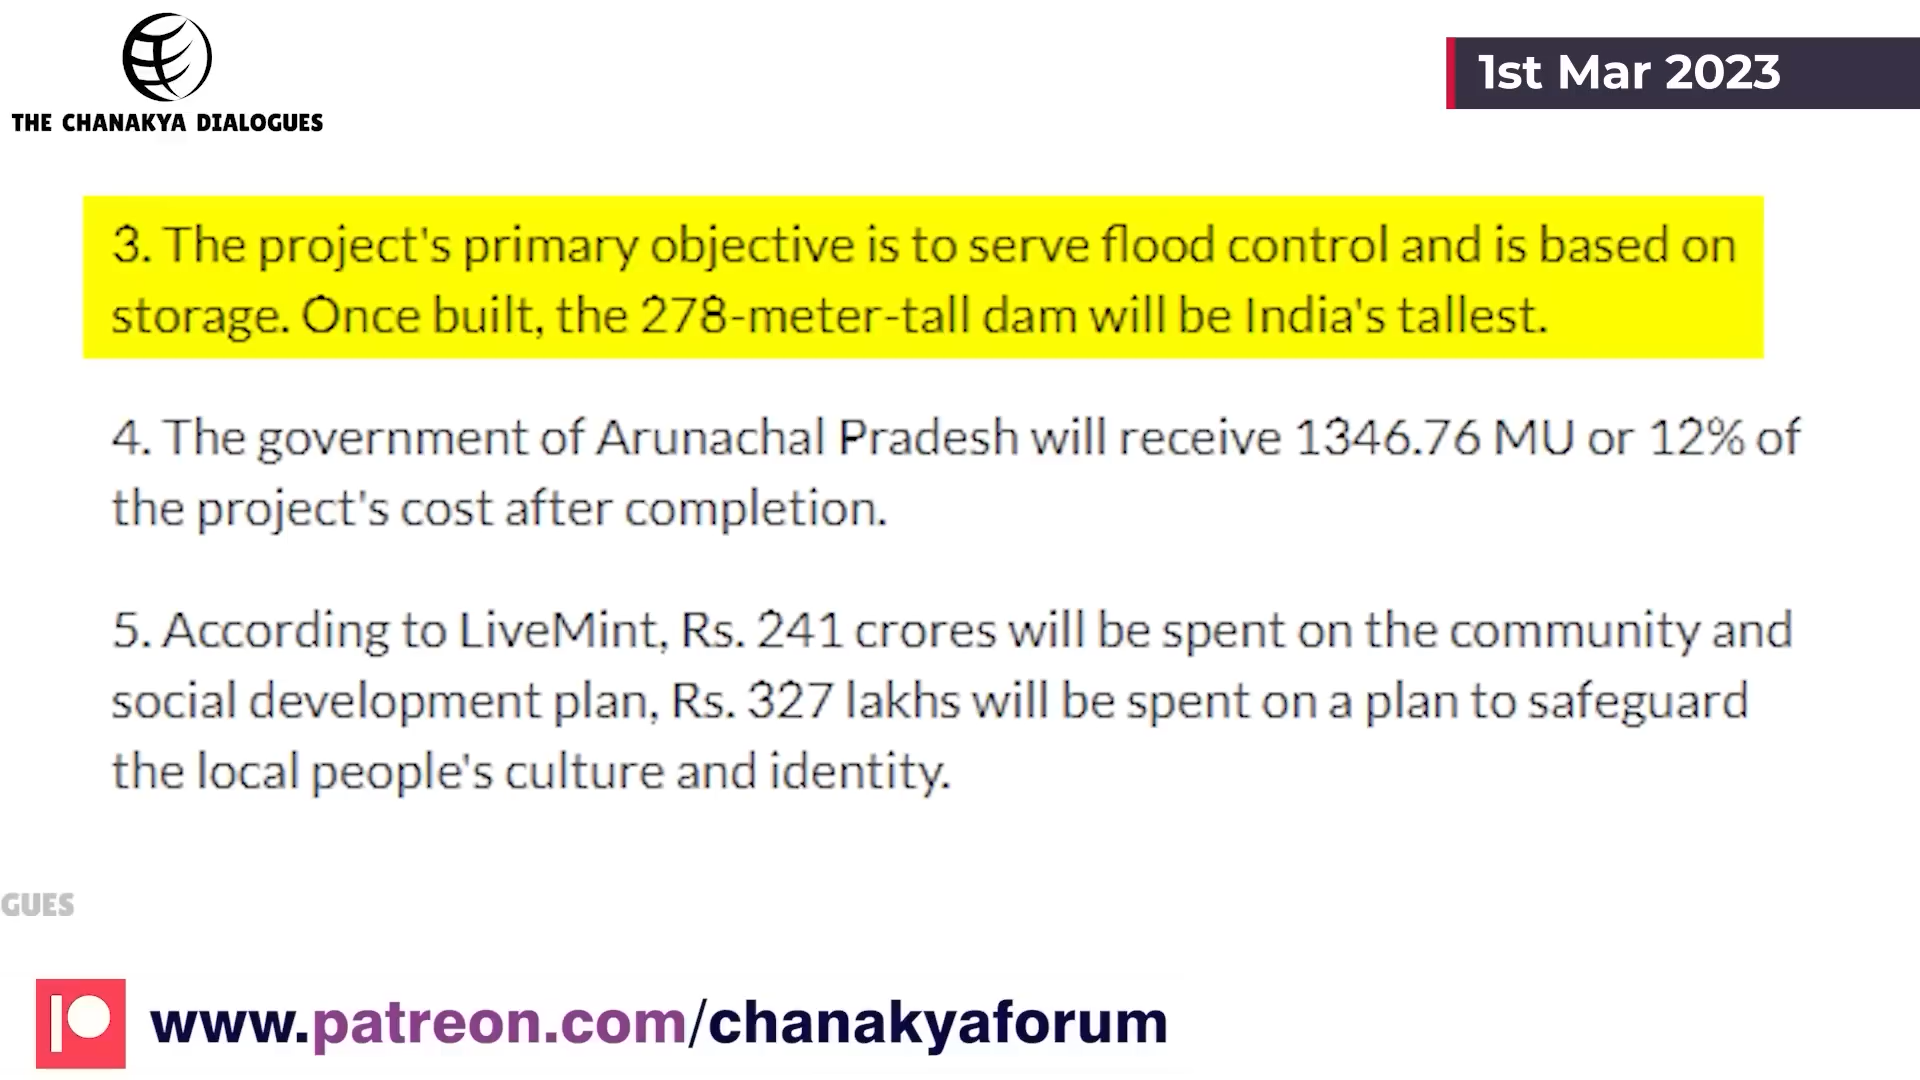 THE CHANAKYA DIALOGUES
1st Mar 2023
3. The project's primary objective is to serve flood control and is based on
storage. Once built, the 278-meter-tall dam will be India's tallest.
4. The government of Arunachal Pradesh will receive 1346.76 MU or 12% of
the project's cost after completion.
5. According to LiveMint, Rs. 241 crores will be spent on the community and
social development plan, Rs. 327 lakhs will be spent on a plan to safeguard
the local people's culture and identity.
GUES
www.patreon.com/chanakyaforum